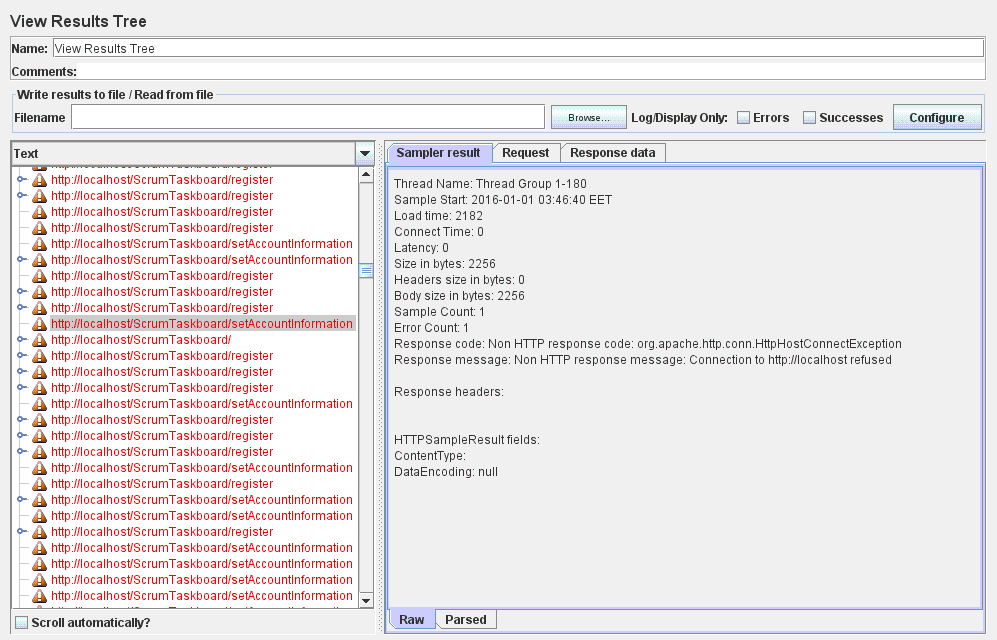 View Results Tree
Name: View Results Tree
Comments:
Write results to file / Read from file
Filename Browse... Log/Display Only: Errors Successes Configure
Text
http://localhost/ScrumTaskboard/register
http://localhost/ScrumTaskboard/register
http://localhost/ScrumTaskboard/register
http://localhost/ScrumTaskboard/register
http://localhost/ScrumTaskboard/register
http://localhost/ScrumTaskboard/setAccountInformation
http://localhost/ScrumTaskboard/setAccountInformation
http://localhost/ScrumTaskboard/register
http://localhost/ScrumTaskboard/register
http://localhost/ScrumTaskboard/register
http://localhost/ScrumTaskboard/setAccountInformation
http://localhost/ScrumTaskboard/
http://localhost/ScrumTaskboard/register
http://localhost/ScrumTaskboard/register
http://localhost/ScrumTaskboard/register
http://localhost/ScrumTaskboard/setAccountInformation
http://localhost/ScrumTaskboard/register
http://localhost/ScrumTaskboard/register
http://localhost/ScrumTaskboard/register
http://localhost/ScrumTaskboard/setAccountInformation
http://localhost/ScrumTaskboard/register
http://localhost/ScrumTaskboard/setAccountInformation
http://localhost/ScrumTaskboard/setAccountInformation
http://localhost/ScrumTaskboard/register
http://localhost/ScrumTaskboard/setAccountInformation
http://localhost/ScrumTaskboard/setAccountInformation
http://localhost/ScrumTaskboard/setAccountInformation
http://localhost/ScrumTaskboard/setAccountInformation
Scroll automatically?
Sampler result Request Response data
Thread Name: Thread Group 1-180
Sample Start: 2016-01-01 03:46:40 EET
Load time: 2182
Connect Time: 0
Latency: 0
Size in bytes: 2256
Headers size in bytes: 0
Body size in bytes: 2256
Sample Count: 1
Error Count: 1
Response code: Non HTTP response code: org.apache.http.conn.HttpHostConnectException
Response message: Non HTTP response message: Connection to http://localhost refused
Response headers:
HTTPSampleResult fields:
ContentType:
DataEncoding: null
Raw Parsed